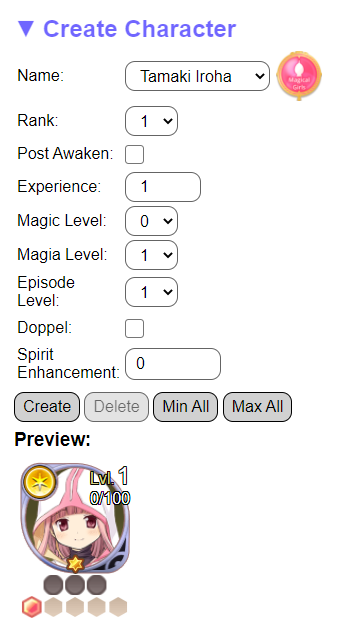 ▼ Create Character
Name: Tamaki Iroha
Magical
Girls
Rank: 1
Post Awaken:
Experience: 1
Magic Level: 0
Magia Level: 1
Episode
Level: 1
Doppel:
Spirit
Enhancement: 0
Create Delete Min All Max All
Preview:
Lvl. 1
0/100